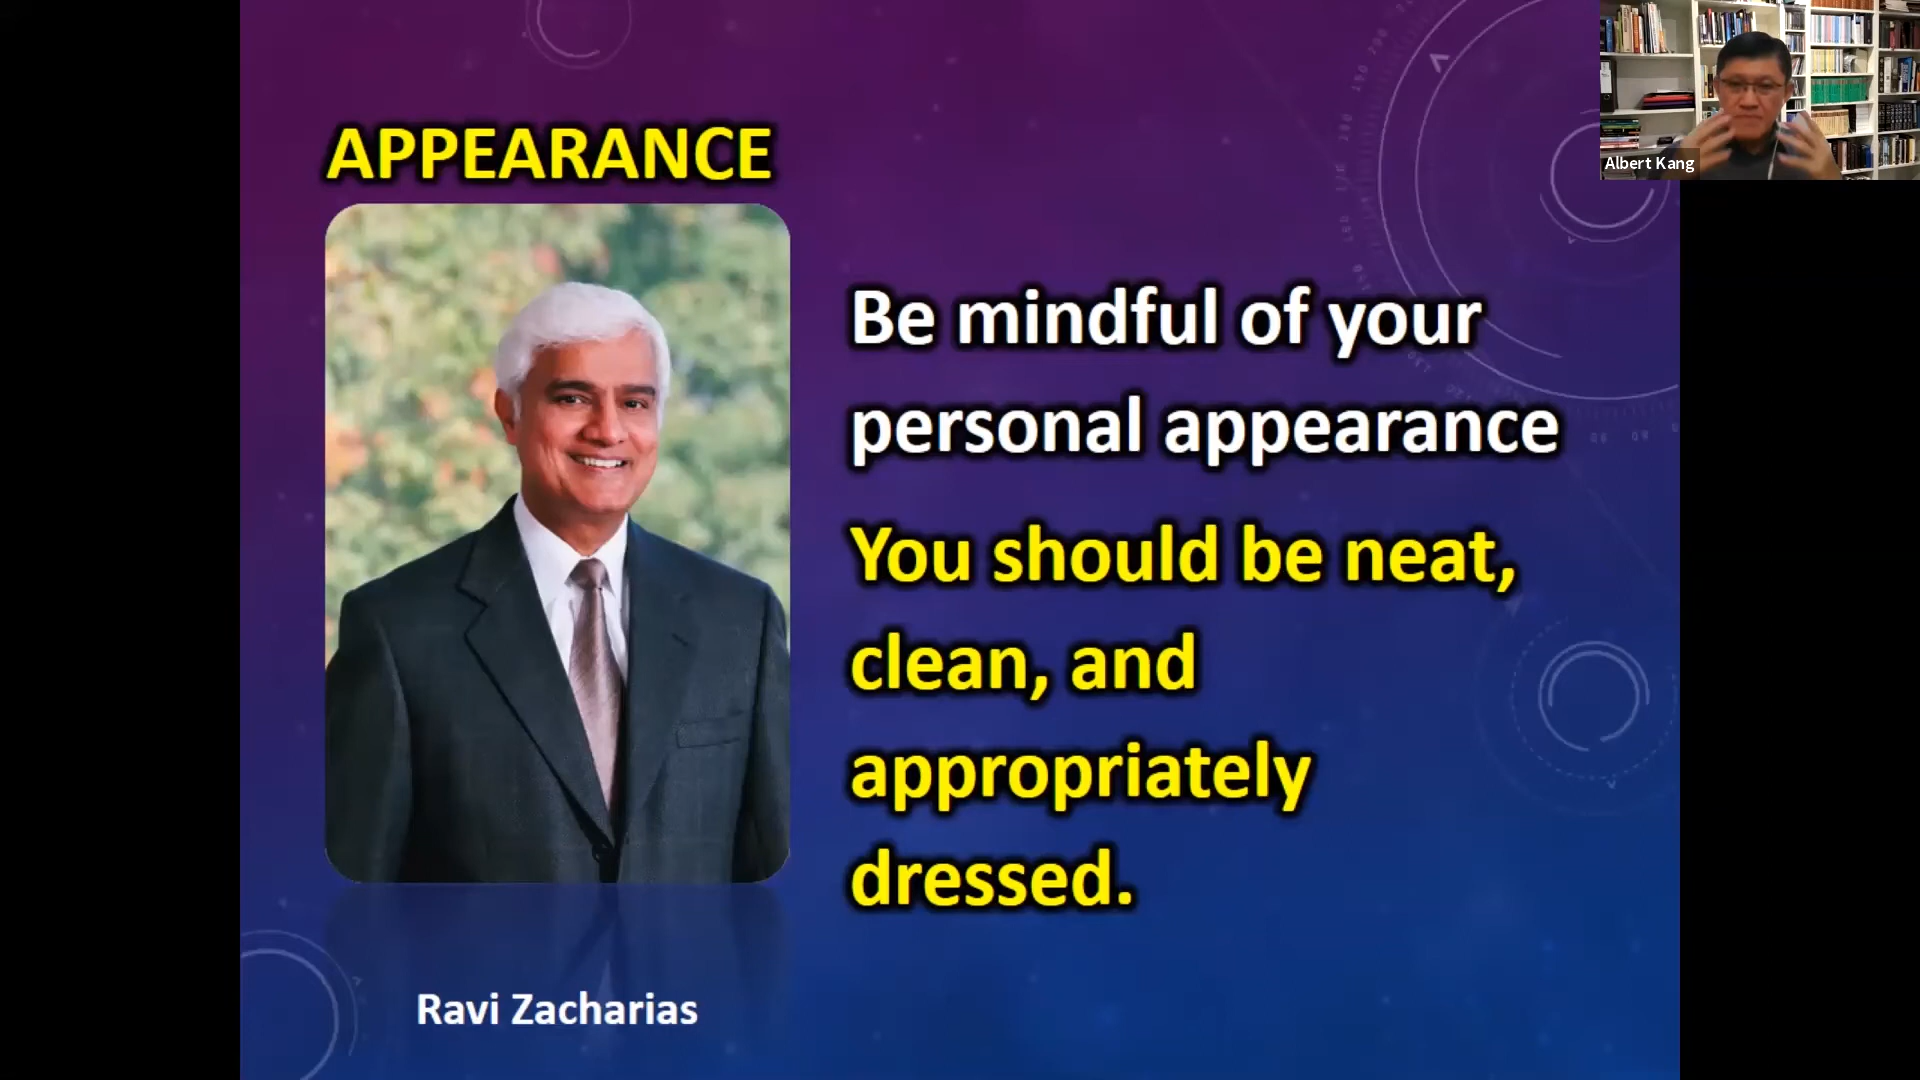 APPEARANCE
Be mindful of your
personal appearance
You should be neat,
clean, and
appropriately
dressed.
Ravi Zacharias
Albert Kang